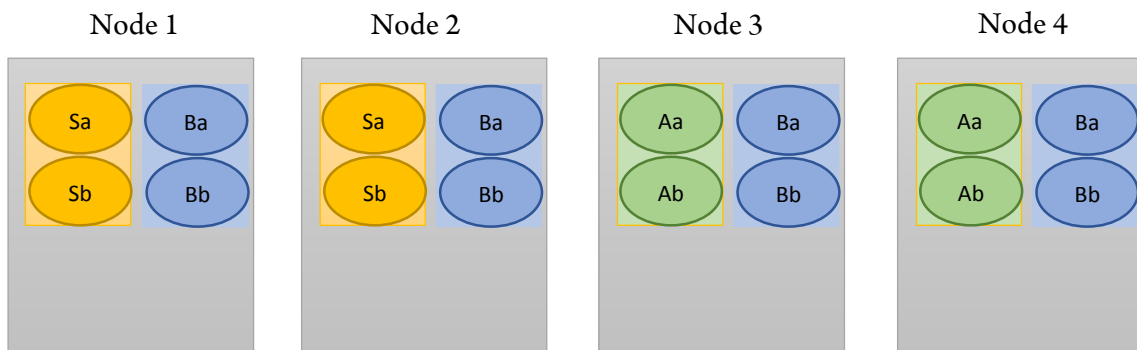 Node 1 Node 2 Node 3 Node 4
Sa Ba Sa Ba Aa Ba Aa Ba
Sb Bb Sb Bb Ab Bb Ab Bb